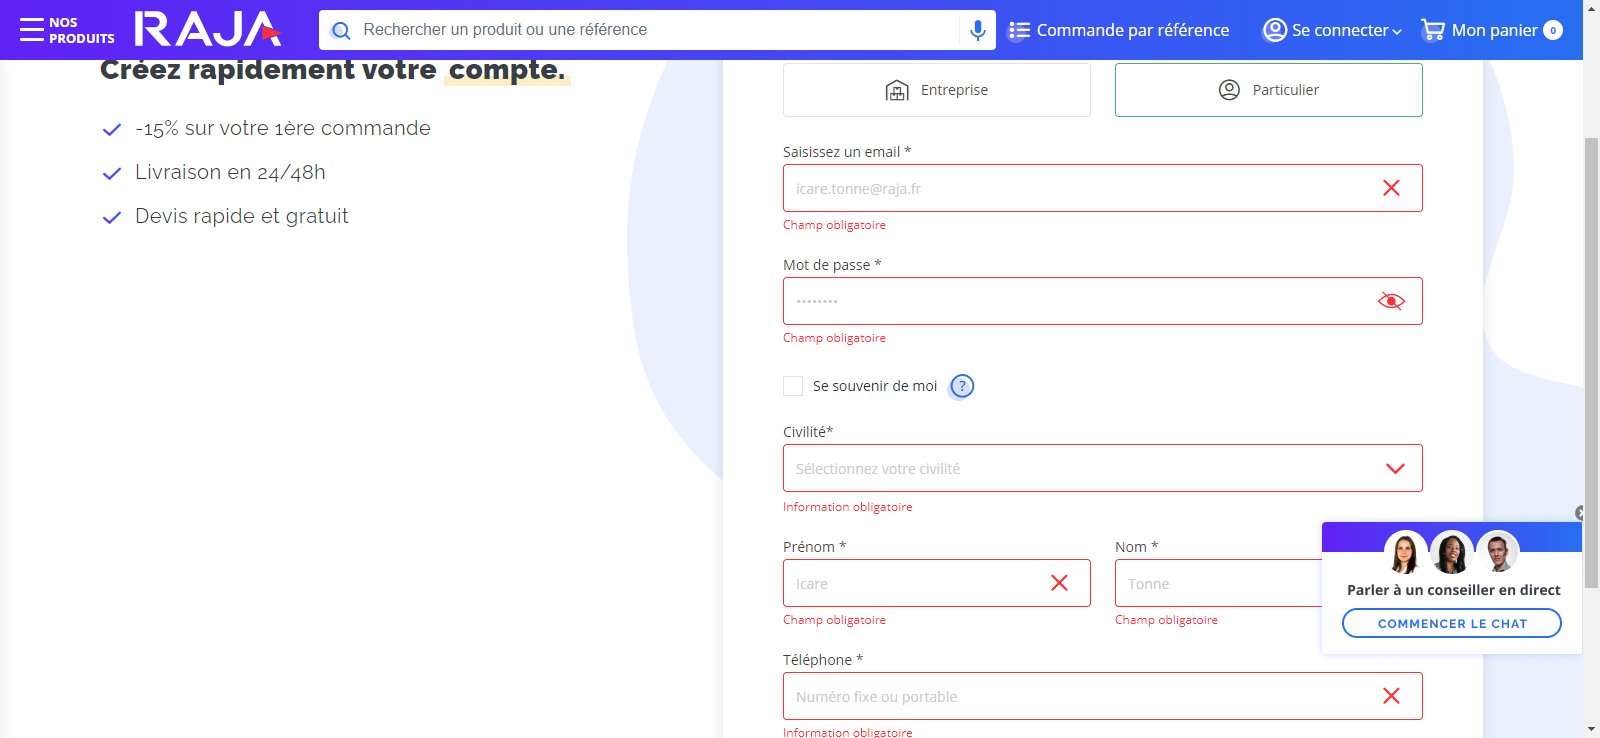 NOS
PRODUITS
RAJA
Rechercher un produit ou une référence
Commande par référence
Se connecter
Mon panier
0
Créez rapidement votre compte.
-15% sur votre 1ère commande
Livraison en 24/48h
Devis rapide et gratuit
Entreprise
Particulier
Saisissez un email *
icare.tonne@raja.fr
Champ obligatoire
Mot de passe *
••••••••
Champ obligatoire
Se souvenir de moi
?
Civilité*
Sélectionnez votre civilité
Information obligatoire
Prénom *
Nom *
Icare
Tonne
Champ obligatoire
Champ obligatoire
Parler à un conseiller en direct
COMMENCER LE CHAT
Téléphone *
Numéro fixe ou portable
Information obligatoire